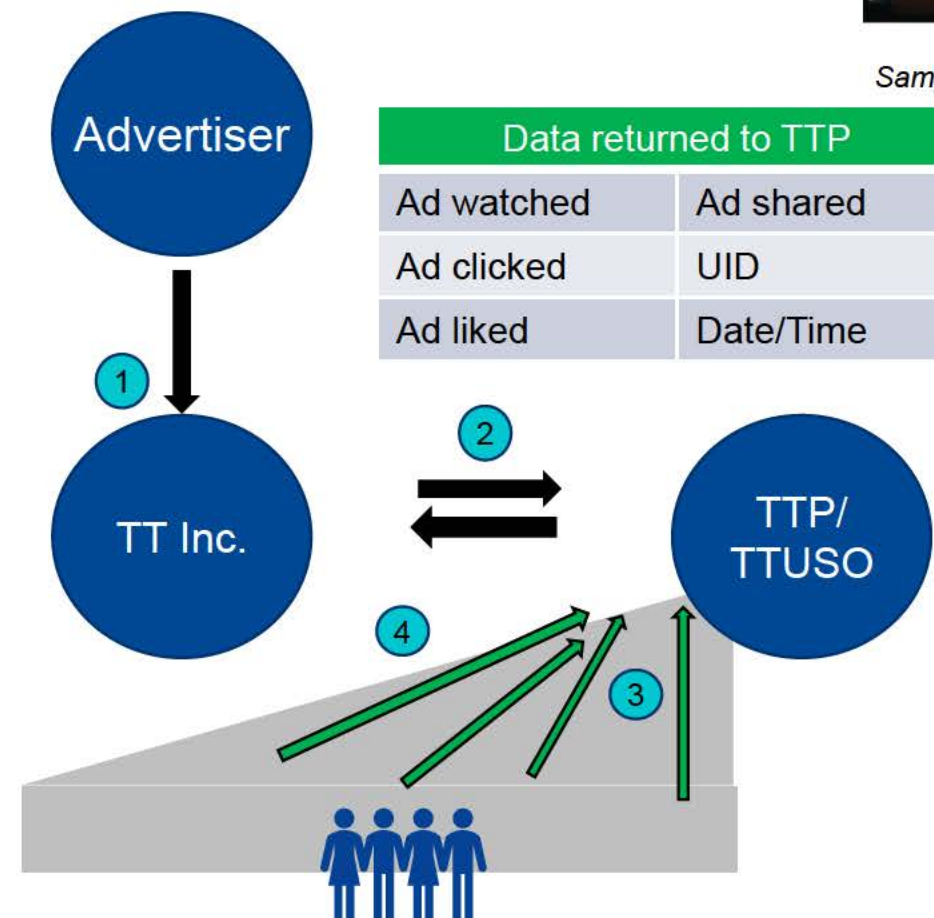 Sam
Advertiser
Data returned to TTP
Ad watched Ad shared
Ad clicked UID
Ad liked Date/Time
1
2
TT Inc.
TTP/
TTUSO
4
3